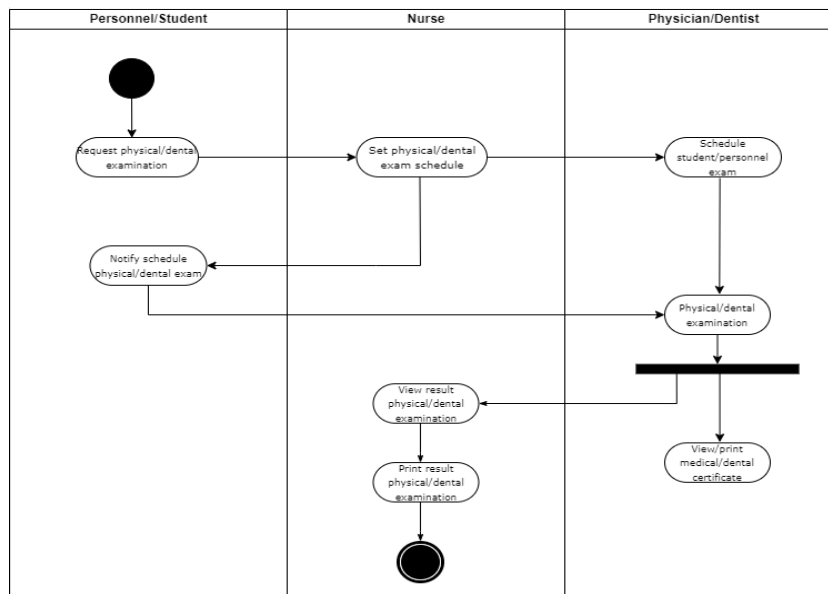 Personnel/Student
Nurse
Physician/Dentist
Request physical/dental
examination
Set physical/dental
exam schedule
Schedule
student/personnel
exam
Notify schedule
physical/dental exam
Physical/dental
examination
View result
physical/dental
examination
View/print
medical/dental
certificate
Print result
physical/dental
examination